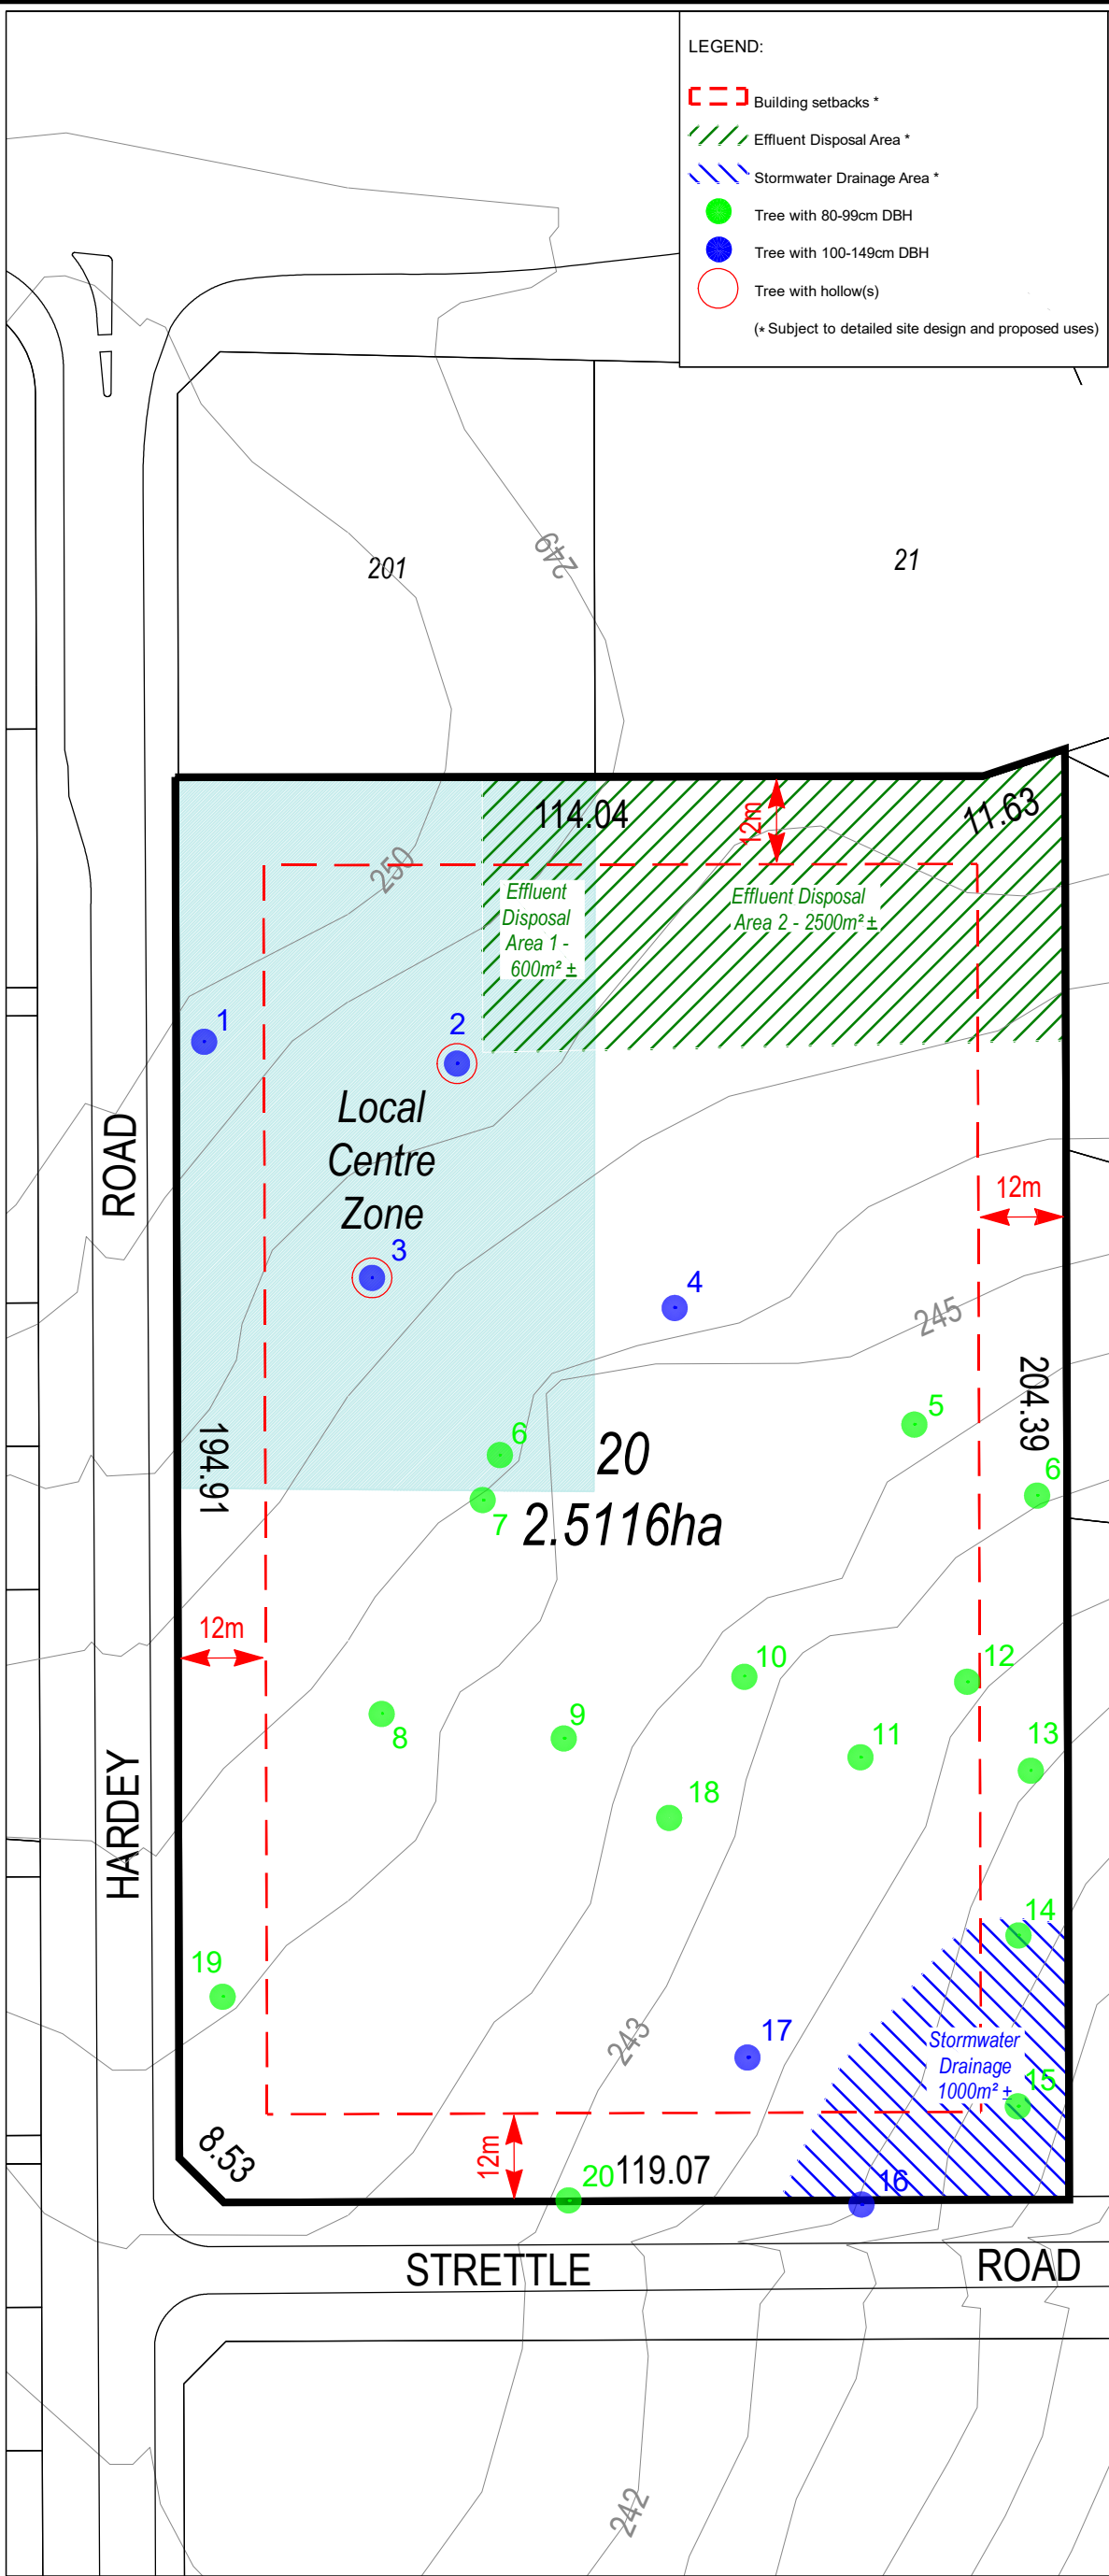 LEGEND:
Building setbacks *
Effluent Disposal Area *
Stormwater Drainage Area *
Tree with 80-99cm DBH
Tree with 100-149cm DBH
Tree with hollow(s)
(* Subject to detailed site design and proposed uses)
201
249
21
114.04
12m
11.63
250
Effluent
Disposal
Area 1 -
600m² ±
Effluent Disposal
Area 2 - 2500m² ±
1
2
Local
Centre
Zone
ROAD
12m
3
4
245
204.39
5
6
194.91
6
20
7
2.5116ha
12m
10
12
8
9
11
13
HARDEY
18
14
19
243
17
Stormwater
Drainage
1000m² ±
15
8.53
12m
20
119.07
16
STRETTLE
ROAD
242